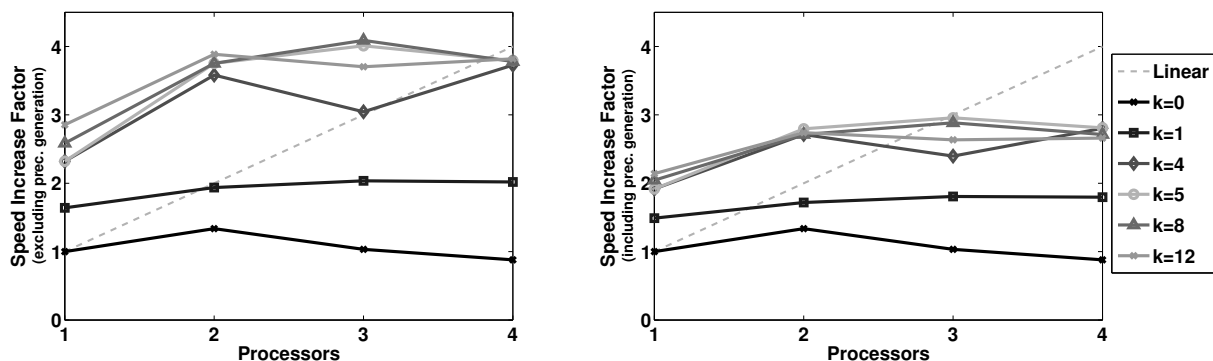 Speed Increase Factor
(excluding prec. generation)
4
3
2
1
0
1
2
3
4
Processors
Speed Increase Factor
(including prec. generation)
4
3
2
1
0
1
2
3
4
Processors
Linear
k=0
k=1
k=4
k=5
k=8
k=12